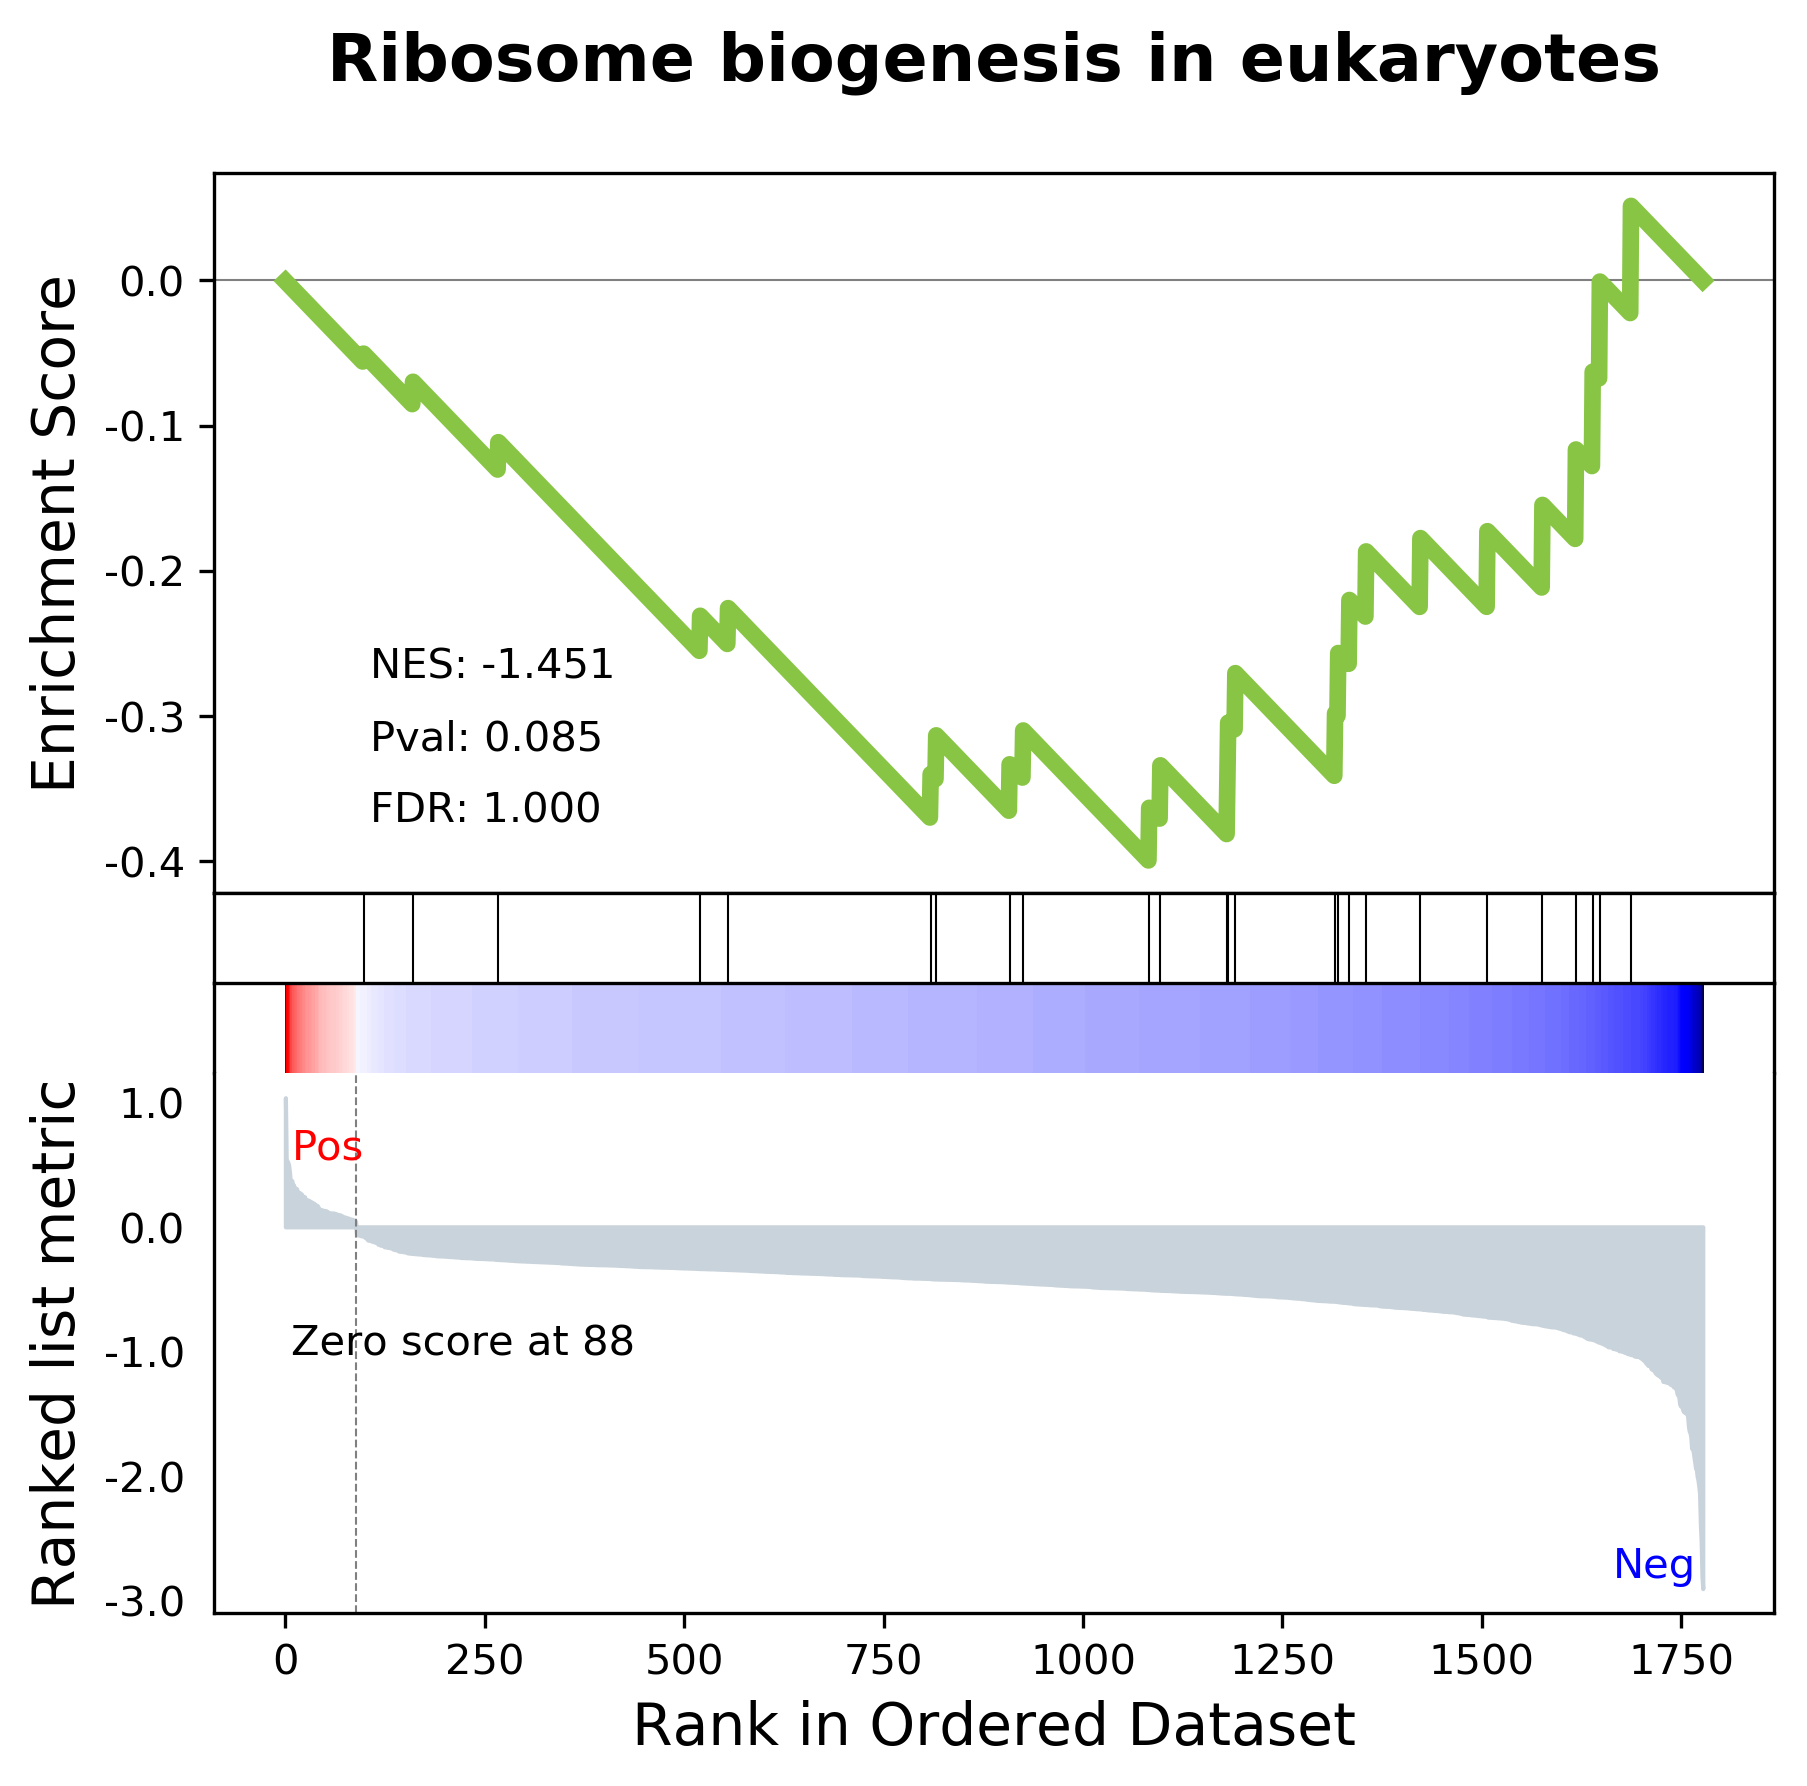 Ribosome biogenesis in eukaryotes
Enrichment Score
0.0
-0.1
-0.2
-0.3
-0.4
NES: -1.451
Pval: 0.085
FDR: 1.000
Ranked list metric
1.0
0.0
-1.0
-2.0
-3.0
Pos
Zero score at 88
Neg
0 250 500 750 1000 1250 1500 1750
Rank in Ordered Dataset